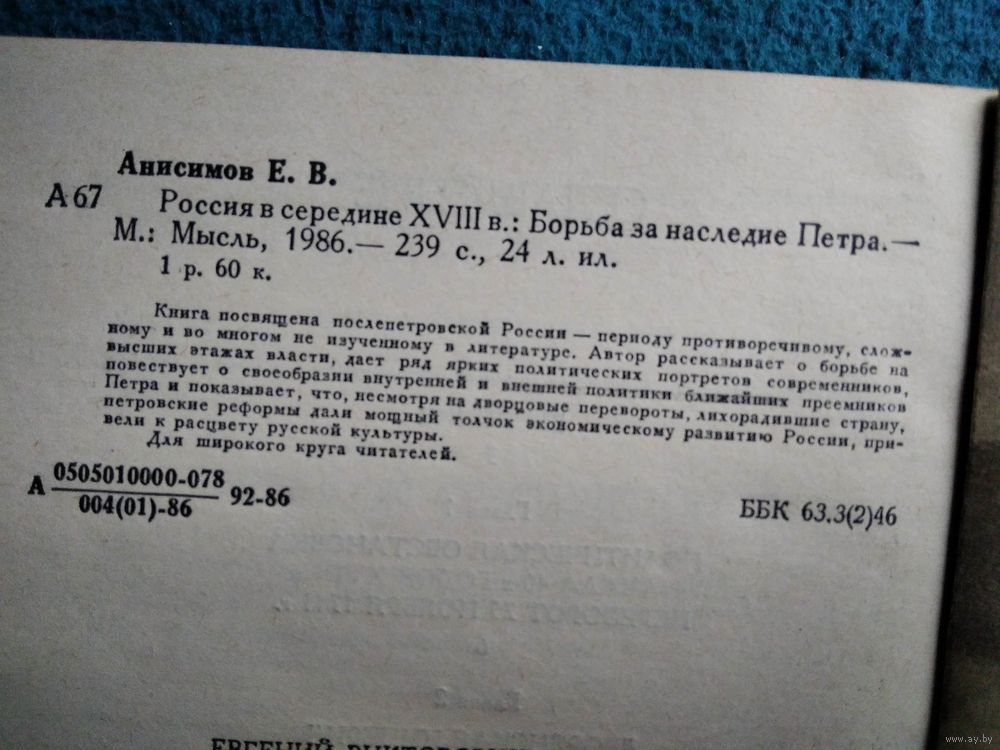 Анисимов Е. В.
А 67 Россия в середине XVIII в.: Борьба за наследие Петра.—
М.: Мысль, 1986.— 239 с., 24 л. ил.
1 р. 60 к.
Книга посвящена послепетровской России — периоду противоречивому, слож-
ному и во многом не изученному в литературе. Автор рассказывает о борьбе на
высших этажах власти, дает ряд ярких политических портретов современников,
повествует о своеобразии внутренней и внешней политики ближайших преемников
Петра и показывает, что, несмотря на дворцовые перевороты, лихорадившие страну,
петровские реформы дали мощный толчок экономическому развитию России, при-
вели к расцвету русской культуры.
Для широкого круга читателей.
А 0505010000-078
004(01)-86 92-86
ББК 63.3(2)46
ЕВГЕНИЙ
www.ay.by